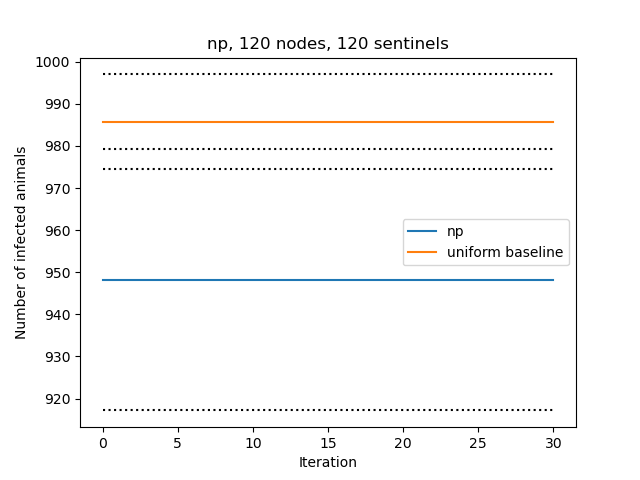 np, 120 nodes, 120 sentinels
1000
990
980
970
960
950
940
930
920
Number of infected animals
np
uniform baseline
0 5 10 15 20 25 30
Iteration